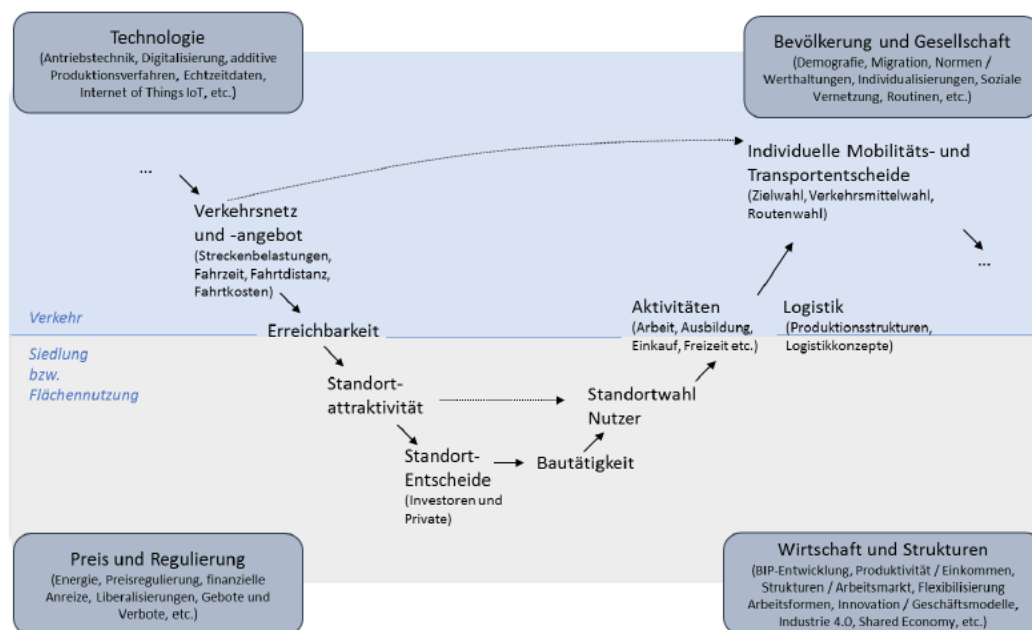 Technologie
(Antriebstechnik, Digitalisierung, additive
Produktionsverfahren, Echtzeitdaten,
Internet of Things IoT, etc.)
Bevölkerung und Gesellschaft
(Demografie, Migration, Normen /
Werthaltungen, Individualisierungen, Soziale
Vernetzung, Routinen, etc.)
Individuelle Mobilitäts- und
Transportentscheide
(Zielwahl, Verkehrsmittelwahl,
Routenwahl)
...
Verkehrsnetz
und -angebot
(Streckenbelastungen,
Fahrzeit, Fahrtdistanz,
Fahrtkosten)
...
Aktivitäten
(Arbeit, Ausbildung,
Einkauf, Freizeit etc.)
Logistik
(Produktionsstrukturen,
Logistikkonzepte)
Verkehr
Erreichbarkeit
Siedlung
bzw.
Flächennutzung
Standort-
attraktivität
Standortwahl
Nutzer
Standort-
Entscheide
(Investoren und
Private)
Bautätigkeit
Preis und Regulierung
(Energie, Preisregulierung, finanzielle
Anreize, Liberalisierungen, Gebote und
Verbote, etc.)
Wirtschaft und Strukturen
(BIP-Entwicklung, Produktivität / Einkommen,
Strukturen / Arbeitsmarkt, Flexibilisierung
Arbeitsformen, Innovation / Geschäftsmodelle,
Industrie 4.0, Shared Economy, etc.)